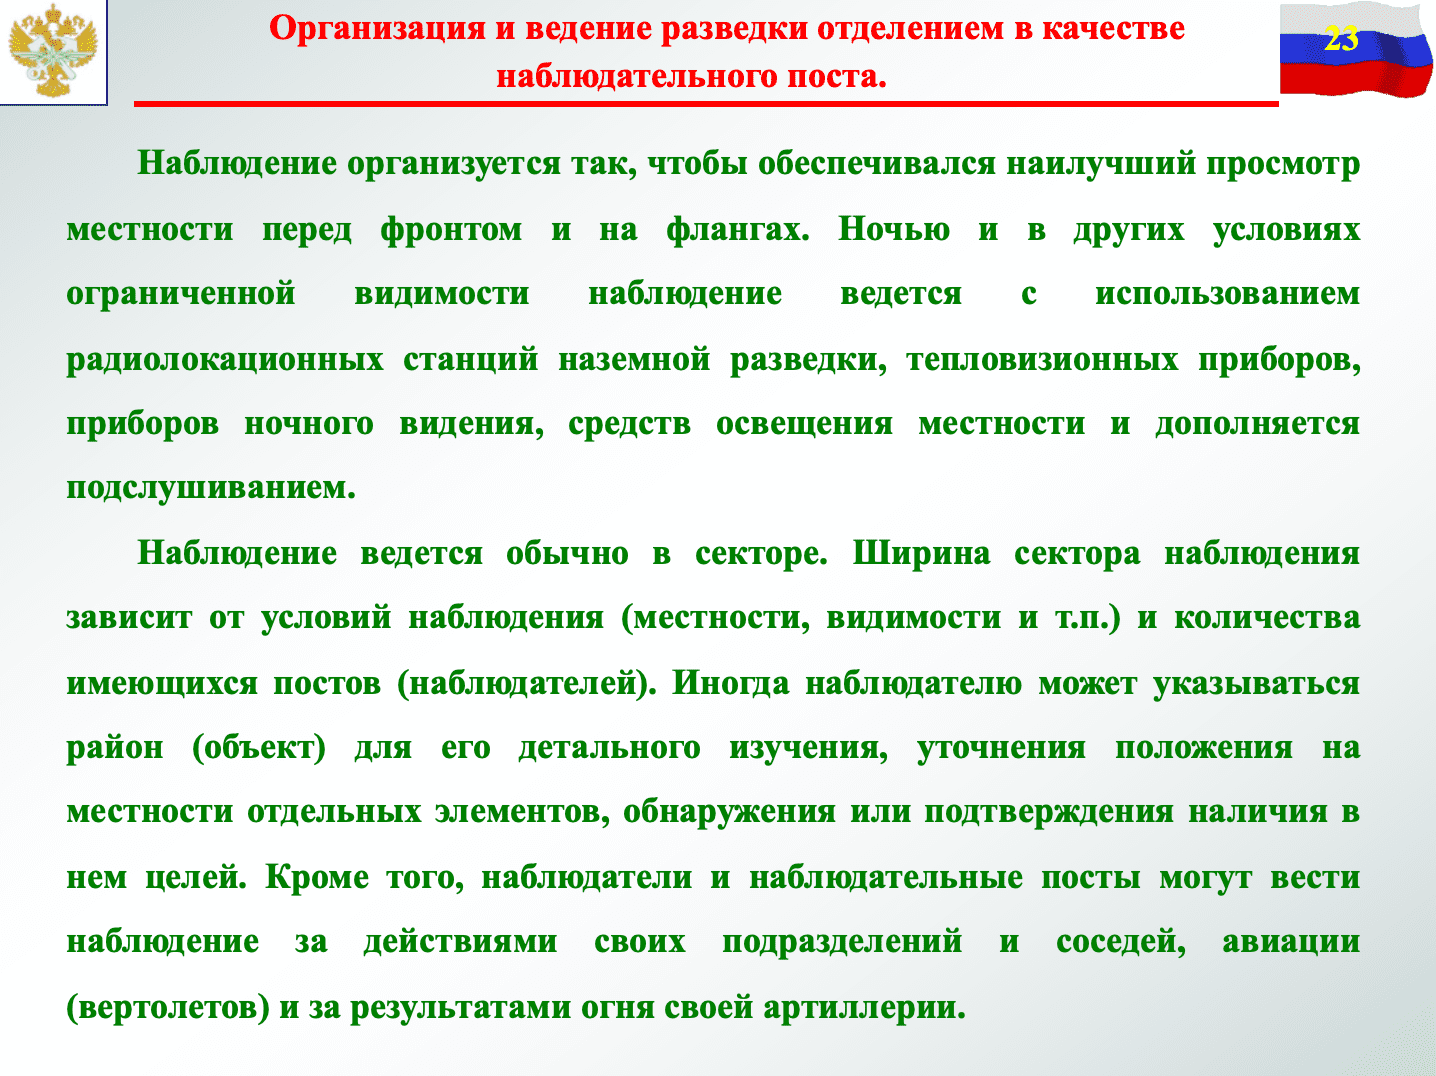 Организация и ведение разведки отделением в качестве
наблюдательного поста.
23
Наблюдение организуется так, чтобы обеспечивался наилучший просмотр
местности перед фронтом и на флангах. Ночью и в других условиях
ограниченной видимости наблюдение ведется с использованием
радиолокационных станций наземной разведки, тепловизионных приборов,
приборов ночного видения, средств освещения местности и дополняется
подслушиванием.
Наблюдение ведется обычно в секторе. Ширина сектора наблюдения
зависит от условий наблюдения (местности, видимости и т.п.) и количества
имеющихся постов (наблюдателей). Иногда наблюдателю может указываться
район (объект) для его детального изучения, уточнения положения на
местности отдельных элементов, обнаружения или подтверждения наличия в
нем целей. Кроме того, наблюдатели и наблюдательные посты могут вести
наблюдение за действиями своих подразделений и соседей, авиации
(вертолетов) и за результатами огня своей артиллерии.